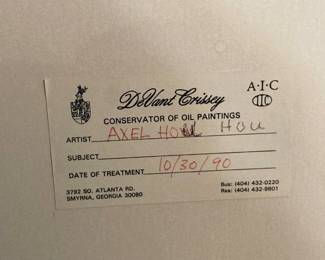 DeVant Crissey
A·I·C
IIC
CONSERVATOR OF OIL PAINTINGS
ARTIST AXEL HOU HOU
SUBJECT
DATE OF TREATMENT 10/30/90
3792 SO. ATLANTA RD.
SMYRNA, GEORGIA 30080
Bus: (404) 432-0220
Res: (404) 432-9801